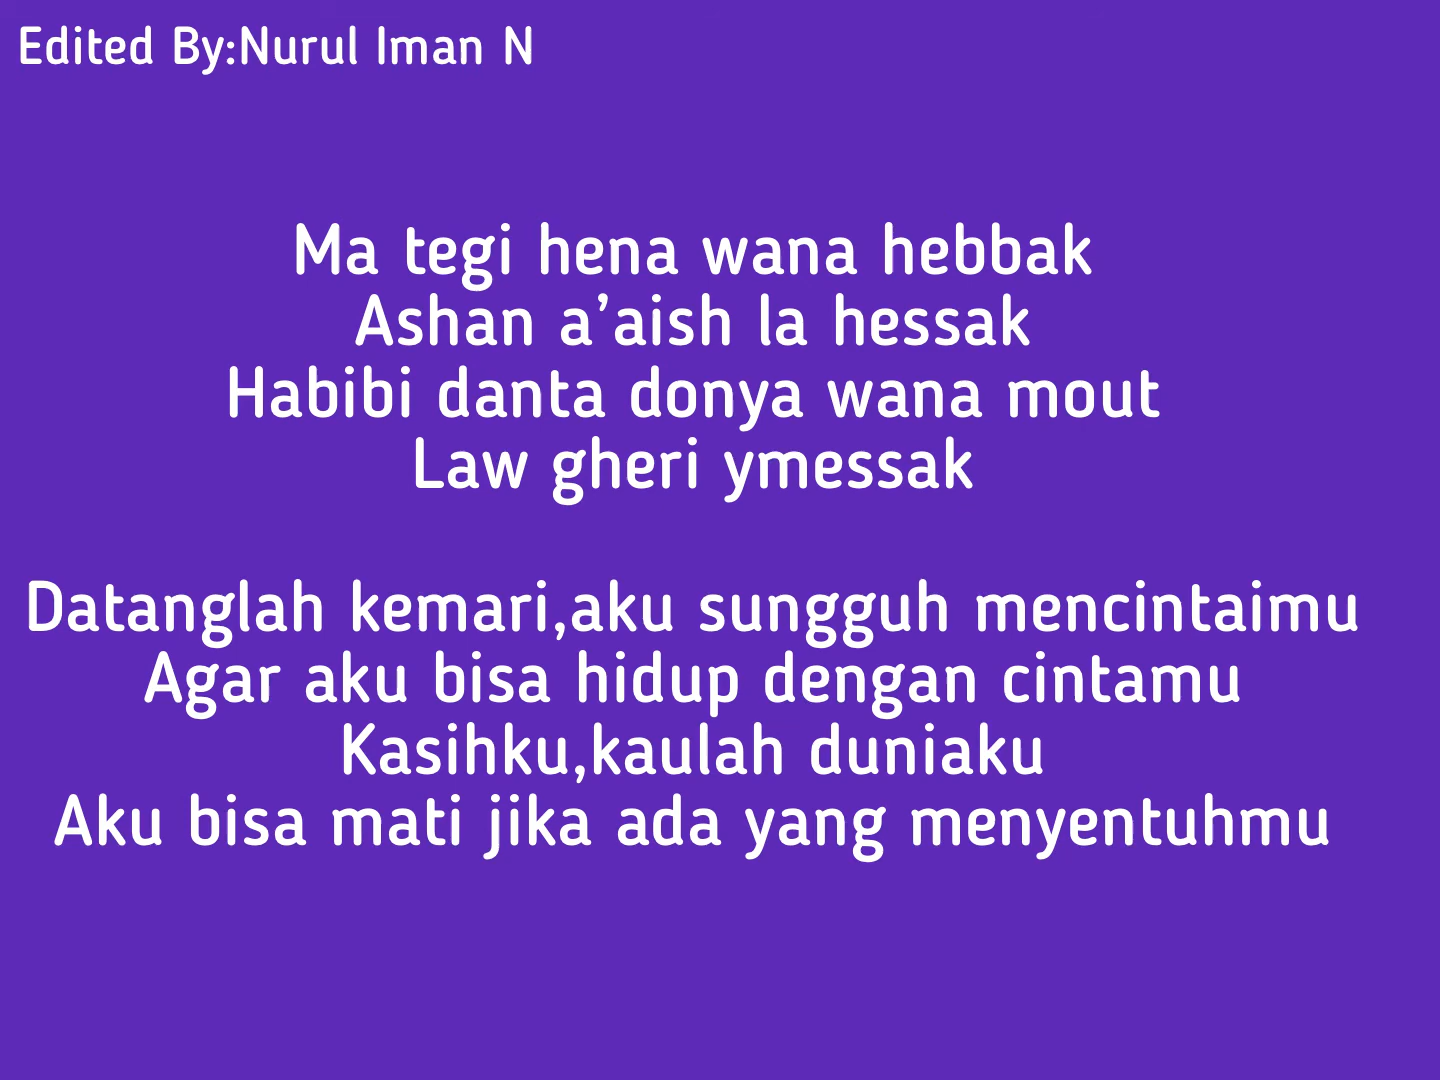 Edited By:Nurul Iman N
Ma tegi hena wana hebbak
Ashan a’aish la hessak
Habibi danta donya wana mout
Law gheri ymessak
Datanglah kemari,aku sungguh mencintaimu
Agar aku bisa hidup dengan cintamu
Kasihku,kaulah duniaku
Aku bisa mati jika ada yang menyentuhmu